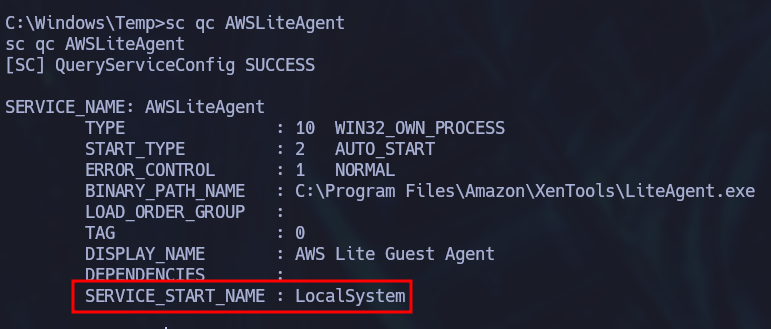 C:\Windows\Temp>sc qc AWSLiteAgent
sc qc AWSLiteAgent
[SC] QueryServiceConfig SUCCESS
SERVICE_NAME: AWSLiteAgent
TYPE : 10 WIN32_OWN_PROCESS
START_TYPE : 2 AUTO_START
ERROR_CONTROL : 1 NORMAL
BINARY_PATH_NAME : C:\Program Files\Amazon\XenTools\LiteAgent.exe
LOAD_ORDER_GROUP :
TAG : 0
DISPLAY_NAME : AWS Lite Guest Agent
DEPENDENCIES :
SERVICE_START_NAME : LocalSystem